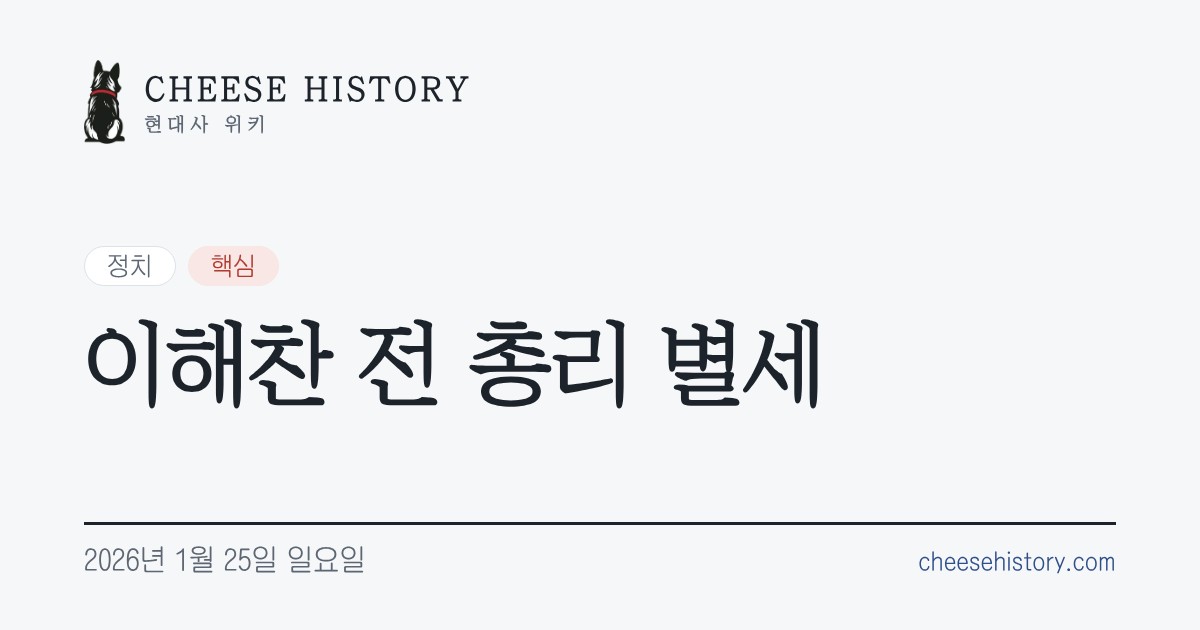 CHEESE HISTORY
현대사 위키
정치 핵심
이해찬 전 총리 별세
2026년 1월 25일 일요일
cheesehistory.com